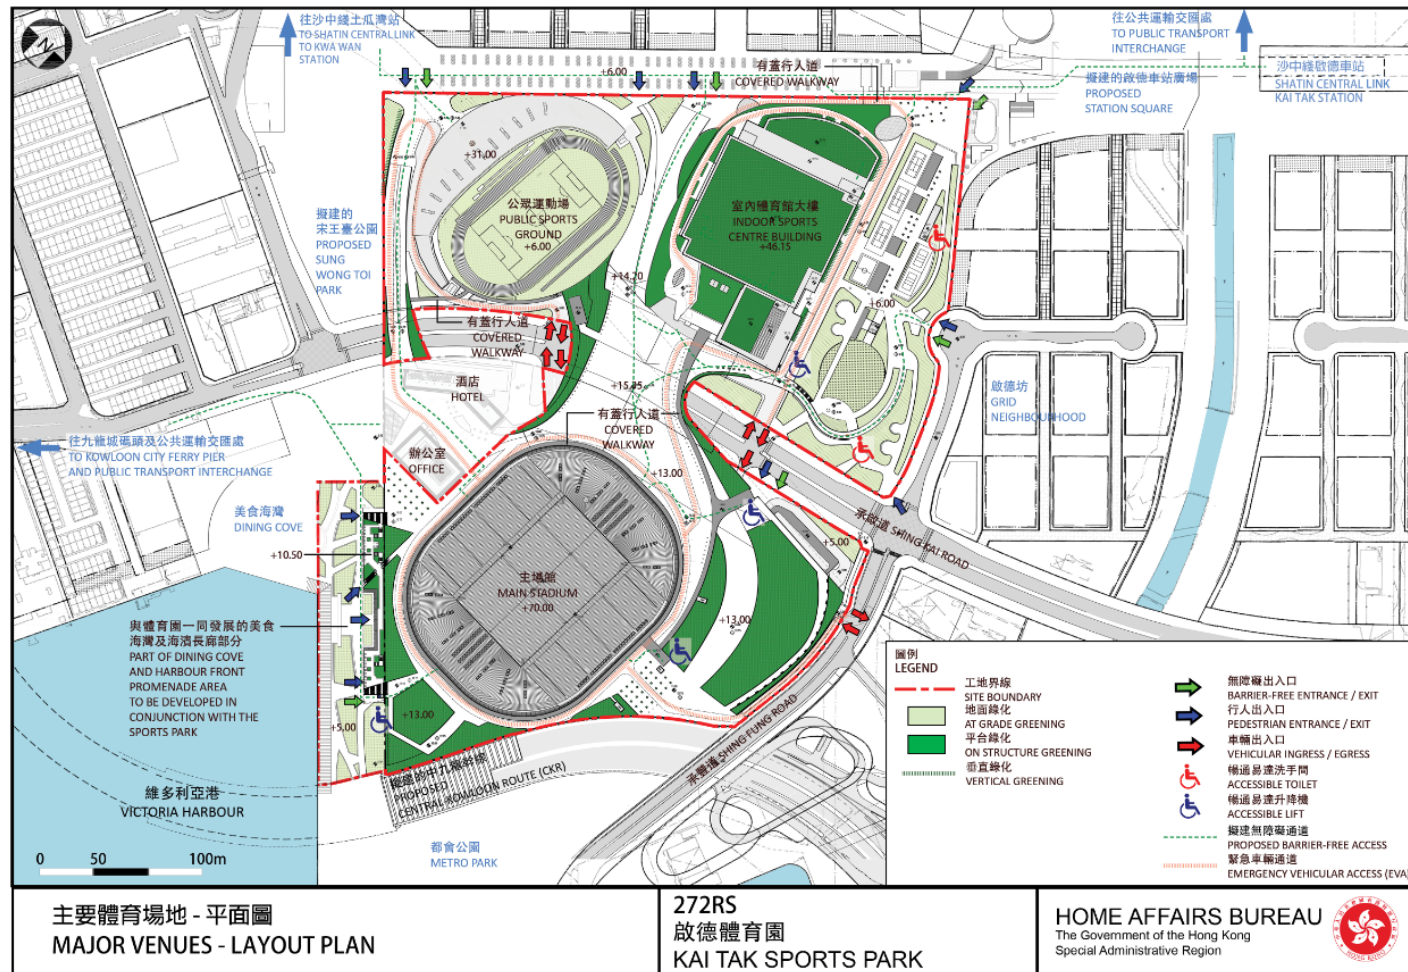 往沙中綫土瓜灣站
TO SHATIN CENTRAL LINK
TO KWA WAN
STATION
往公共運輸交匯處
TO PUBLIC TRANSPORT
INTERCHANGE
沙中綫啟德車站
SHATIN CENTRAL LINK
KAI TAK STATION
擬建的啟德車站廣場
PROPOSED
STATION SQUARE
有蓋行人道
COVERED WALKWAY
+6.00
+31.00
公眾運動場
PUBLIC SPORTS
GROUND
+6.00
室內體育館大樓
INDOOR SPORTS
CENTRE BUILDING
+46.15
擬建的
宋王臺公園
PROPOSED
SUNG
WONG TOI
PARK
+14.20
+6.00
有蓋行人道
COVERED
WALKWAY
酒店
HOTEL
啟德坊
GRID
NEIGHBOURHOOD
有蓋行人道
COVERED
WALKWAY
往九龍城碼頭及公共運輸交匯處
TO KOWLOON CITY FERRY PIER
AND PUBLIC TRANSPORT INTERCHANGE
辦公室
OFFICE
+13.00
美食海灣
DINING COVE
+10.50
承啟道 SHING KAI ROAD
+5.00
主場館
MAIN STADIUM
+70.00
+13.00
與體育園一同發展的美食
海灣及海濱長廊部分
PART OF DINING COVE
AND HARBOUR FRONT
PROMENADE AREA
TO BE DEVELOPED IN
CONJUNCTION WITH THE
SPORTS PARK
+13.00
+5.00
承豐道 SHING FUNG ROAD
擬建的中九龍幹線
PROPOSED
CENTRAL KOWLOON ROUTE (CKR)
維多利亞港
VICTORIA HARBOUR
都會公園
METRO PARK
0 50 100m
圖例
LEGEND
工地界線
SITE BOUNDARY
地面綠化
AT GRADE GREENING
平台綠化
ON STRUCTURE GREENING
垂直綠化
VERTICAL GREENING
無障礙出入口
BARRIER-FREE ENTRANCE / EXIT
行人出入口
PEDESTRIAN ENTRANCE / EXIT
車輛出入口
VEHICULAR INGRESS / EGRESS
暢通易達洗手間
ACCESSIBLE TOILET
暢通易達升降機
ACCESSIBLE LIFT
擬建無障礙通道
PROPOSED BARRIER-FREE ACCESS
緊急車輛通道
EMERGENCY VEHICULAR ACCESS (EVA)
主要體育場地 - 平面圖
MAJOR VENUES - LAYOUT PLAN
272RS
啟德體育園
KAI TAK SPORTS PARK
HOME AFFAIRS BUREAU
The Government of the Hong Kong
Special Administrative Region